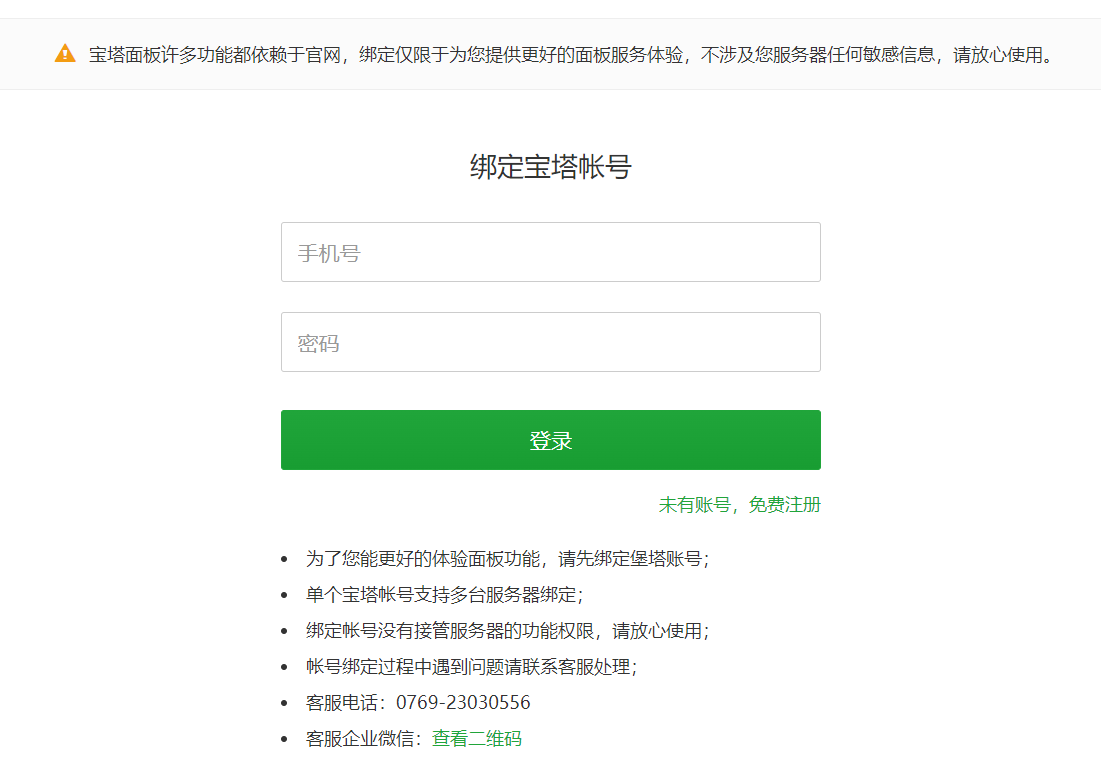 宝塔面板许多功能都依赖于官网，绑定仅限于为您提供更好的面板服务体验，不涉及您服务器任何敏感信息，请放心使用。
绑定宝塔帐号
手机号
密码
登录
未有账号，免费注册
为了您能更好的体验面板功能，请先绑定堡塔账号；
单个宝塔帐号支持多台服务器绑定；
绑定帐号没有接管服务器的功能权限，请放心使用；
帐号绑定过程中遇到问题请联系客服处理；
客服电话：0769-23030556
客服企业微信：查看二维码